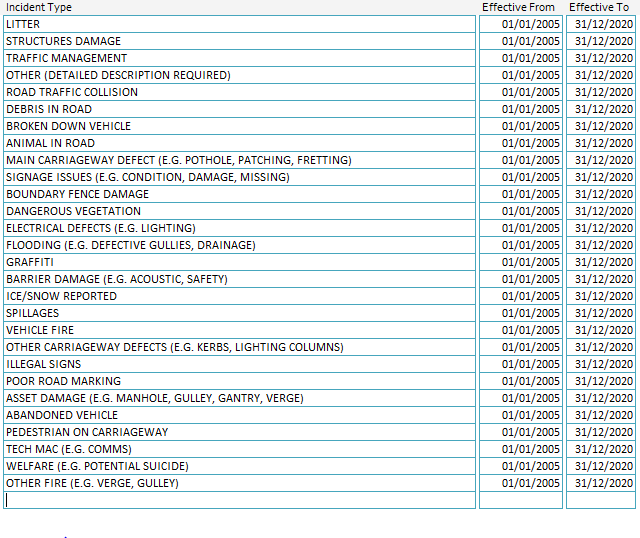 Incident Type Effective From Effective To
LITTER 01/01/2005 31/12/2020
STRUCTURES DAMAGE 01/01/2005 31/12/2020
TRAFFIC MANAGEMENT 01/01/2005 31/12/2020
OTHER (DETAILED DESCRIPTION REQUIRED) 01/01/2005 31/12/2020
ROAD TRAFFIC COLLISION 01/01/2005 31/12/2020
DEBRIS IN ROAD 01/01/2005 31/12/2020
BROKEN DOWN VEHICLE 01/01/2005 31/12/2020
ANIMAL IN ROAD 01/01/2005 31/12/2020
MAIN CARRIAGEWAY DEFECT (E.G. POTHOLE, PATCHING, FRETTING) 01/01/2005 31/12/2020
SIGNAGE ISSUES (E.G. CONDITION, DAMAGE, MISSING) 01/01/2005 31/12/2020
BOUNDARY FENCE DAMAGE 01/01/2005 31/12/2020
DANGEROUS VEGETATION 01/01/2005 31/12/2020
ELECTRICAL DEFECTS (E.G. LIGHTING) 01/01/2005 31/12/2020
FLOODING (E.G. DEFECTIVE GULLIES, DRAINAGE) 01/01/2005 31/12/2020
GRAFFITI 01/01/2005 31/12/2020
BARRIER DAMAGE (E.G. ACOUSTIC, SAFETY) 01/01/2005 31/12/2020
ICE/SNOW REPORTED 01/01/2005 31/12/2020
SPILLAGES 01/01/2005 31/12/2020
VEHICLE FIRE 01/01/2005 31/12/2020
OTHER CARRIAGEWAY DEFECTS (E.G. KERBS, LIGHTING COLUMNS) 01/01/2005 31/12/2020
ILLEGAL SIGNS 01/01/2005 31/12/2020
POOR ROAD MARKING 01/01/2005 31/12/2020
ASSET DAMAGE (E.G. MANHOLE, GULLEY, GANTRY, VERGE) 01/01/2005 31/12/2020
ABANDONED VEHICLE 01/01/2005 31/12/2020
PEDESTRIAN ON CARRIAGEWAY 01/01/2005 31/12/2020
TECH MAC (E.G. COMMS) 01/01/2005 31/12/2020
WELFARE (E.G. POTENTIAL SUICIDE) 01/01/2005 31/12/2020
OTHER FIRE (E.G. VERGE, GULLEY) 01/01/2005 31/12/2020